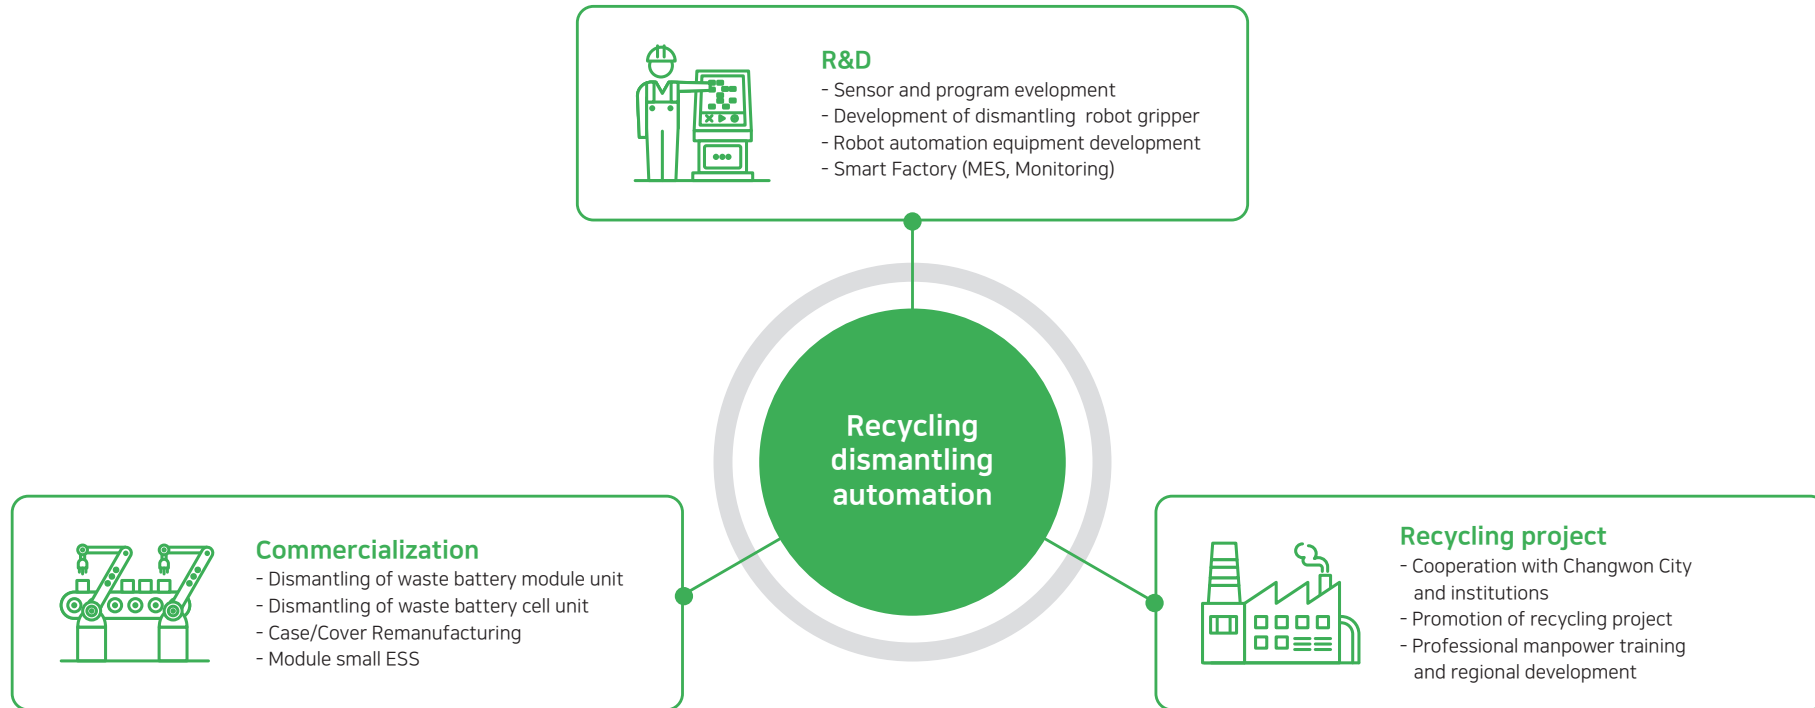 R&D
- Sensor and program evelopment
- Development of dismantling robot gripper
- Robot automation equipment development
- Smart Factory (MES, Monitoring)
Recycling
dismantling
automation
Commercialization
- Dismantling of waste battery module unit
- Dismantling of waste battery cell unit
- Case/Cover Remanufacturing
- Module small ESS
Recycling project
- Cooperation with Changwon City
and institutions
- Promotion of recycling project
- Professional manpower training
and regional development